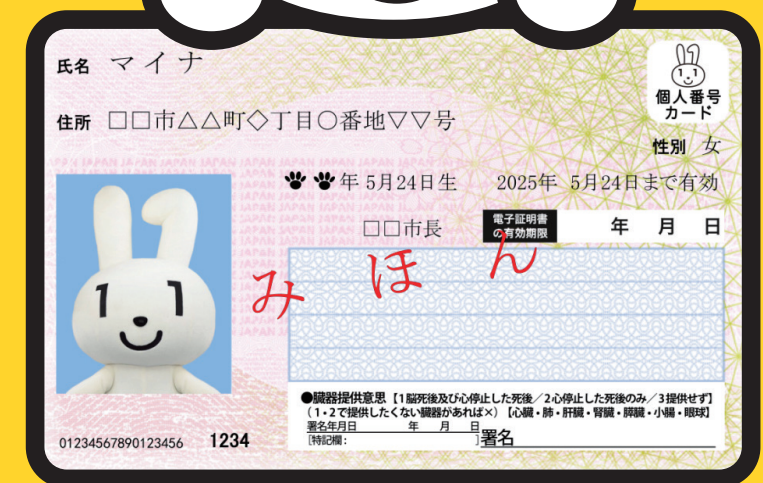 氏名 マイナ
個人番号
カード
住所 □□市△△町◇丁目○番地▽▽号
性別 女
年 5月24日生 2025年 5月24日まで有効
□□市長
電子証明書
の有効期限
年 月 日
みほん
●臓器提供意思【1脳死後及び心停止した死後／2心停止した死後のみ／3提供せず】
（1・2で提供したくない臓器があれば×）【心臓・肺・肝臓・腎臓・膵臓・小腸・眼球】
署名年月日 年 月 日
［特記欄： ］署名
01234567890123456 1234
JAPAN JAPAN JAPAN JAPAN JAPAN JAPAN